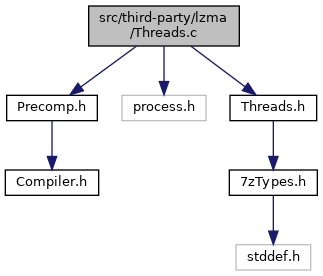 src/third-party/lzma
/Threads.c
Precomp.h
process.h
Threads.h
Compiler.h
7zTypes.h
stddef.h